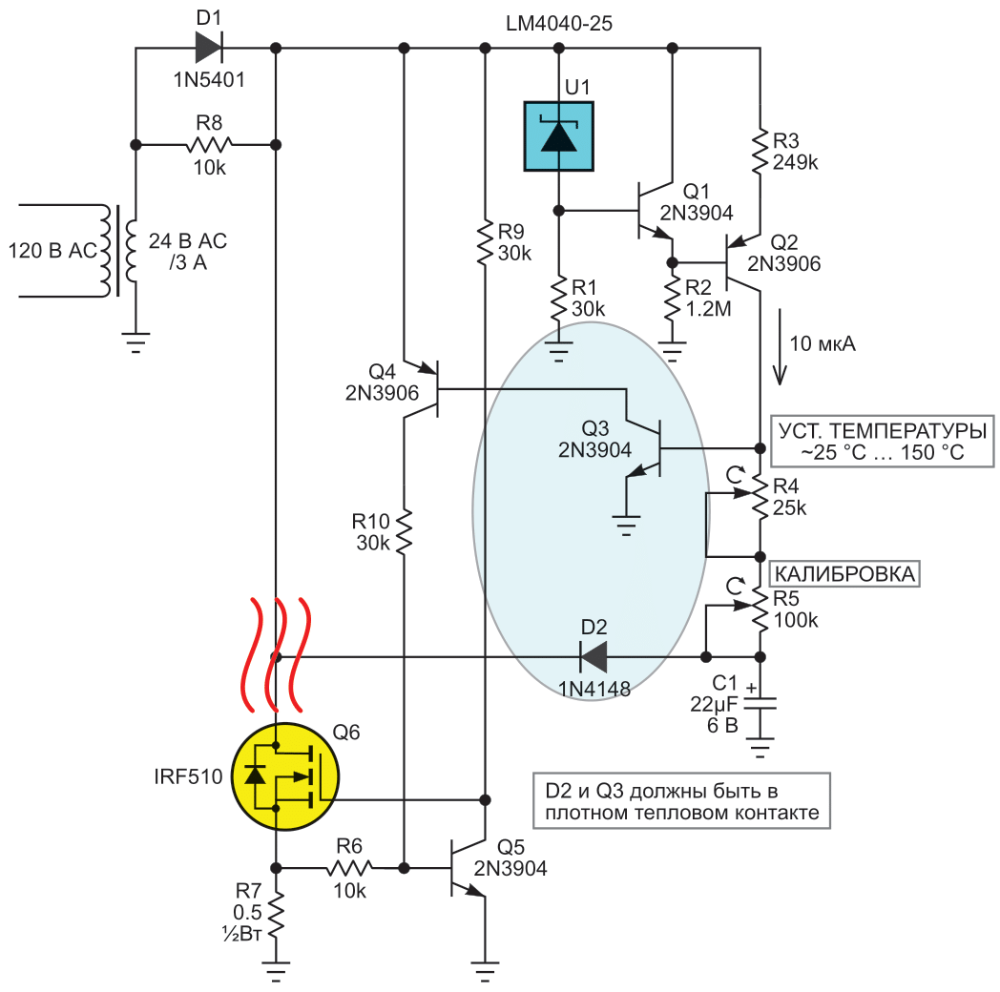 D1
1N5401
LM4040-25
U1
R8
10k
R3
249k
Q1
2N3904
120 В AC
24 В AC
/3 A
R9
30k
Q2
2N3906
R1
30k
R2
1.2M
10 мкА
Q4
2N3906
Q3
2N3904
УСТ. ТЕМПЕРАТУРЫ
~25 °C ... 150 °C
R4
25k
R10
30k
КАЛИБРОВКА
R5
100k
D2
1N4148
C1
+
22µF
6 В
Q6
IRF510
D2 и Q3 должны быть в
плотном тепловом контакте
R6
10k
Q5
2N3904
R7
0.5
½Вт